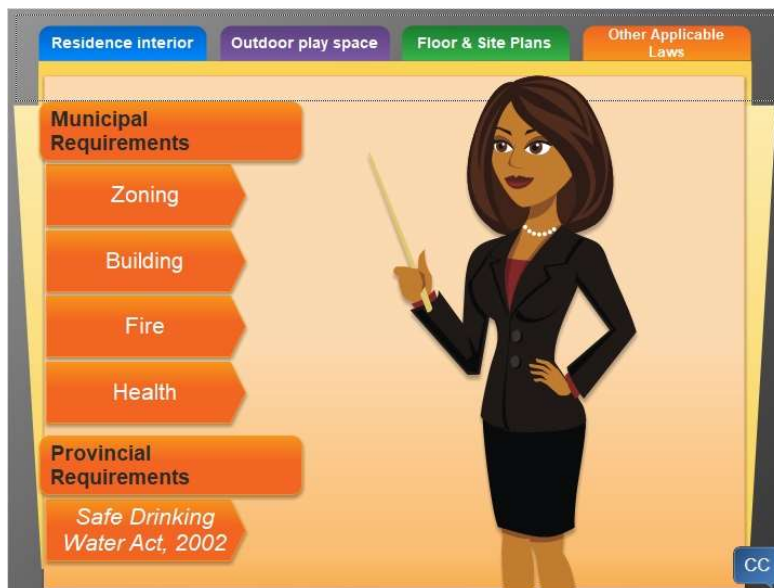 Residence interior
Outdoor play space
Floor & Site Plans
Other Applicable
Laws
Municipal
Requirements
Zoning
Building
Fire
Health
Provincial
Requirements
Safe Drinking
Water Act, 2002
CC